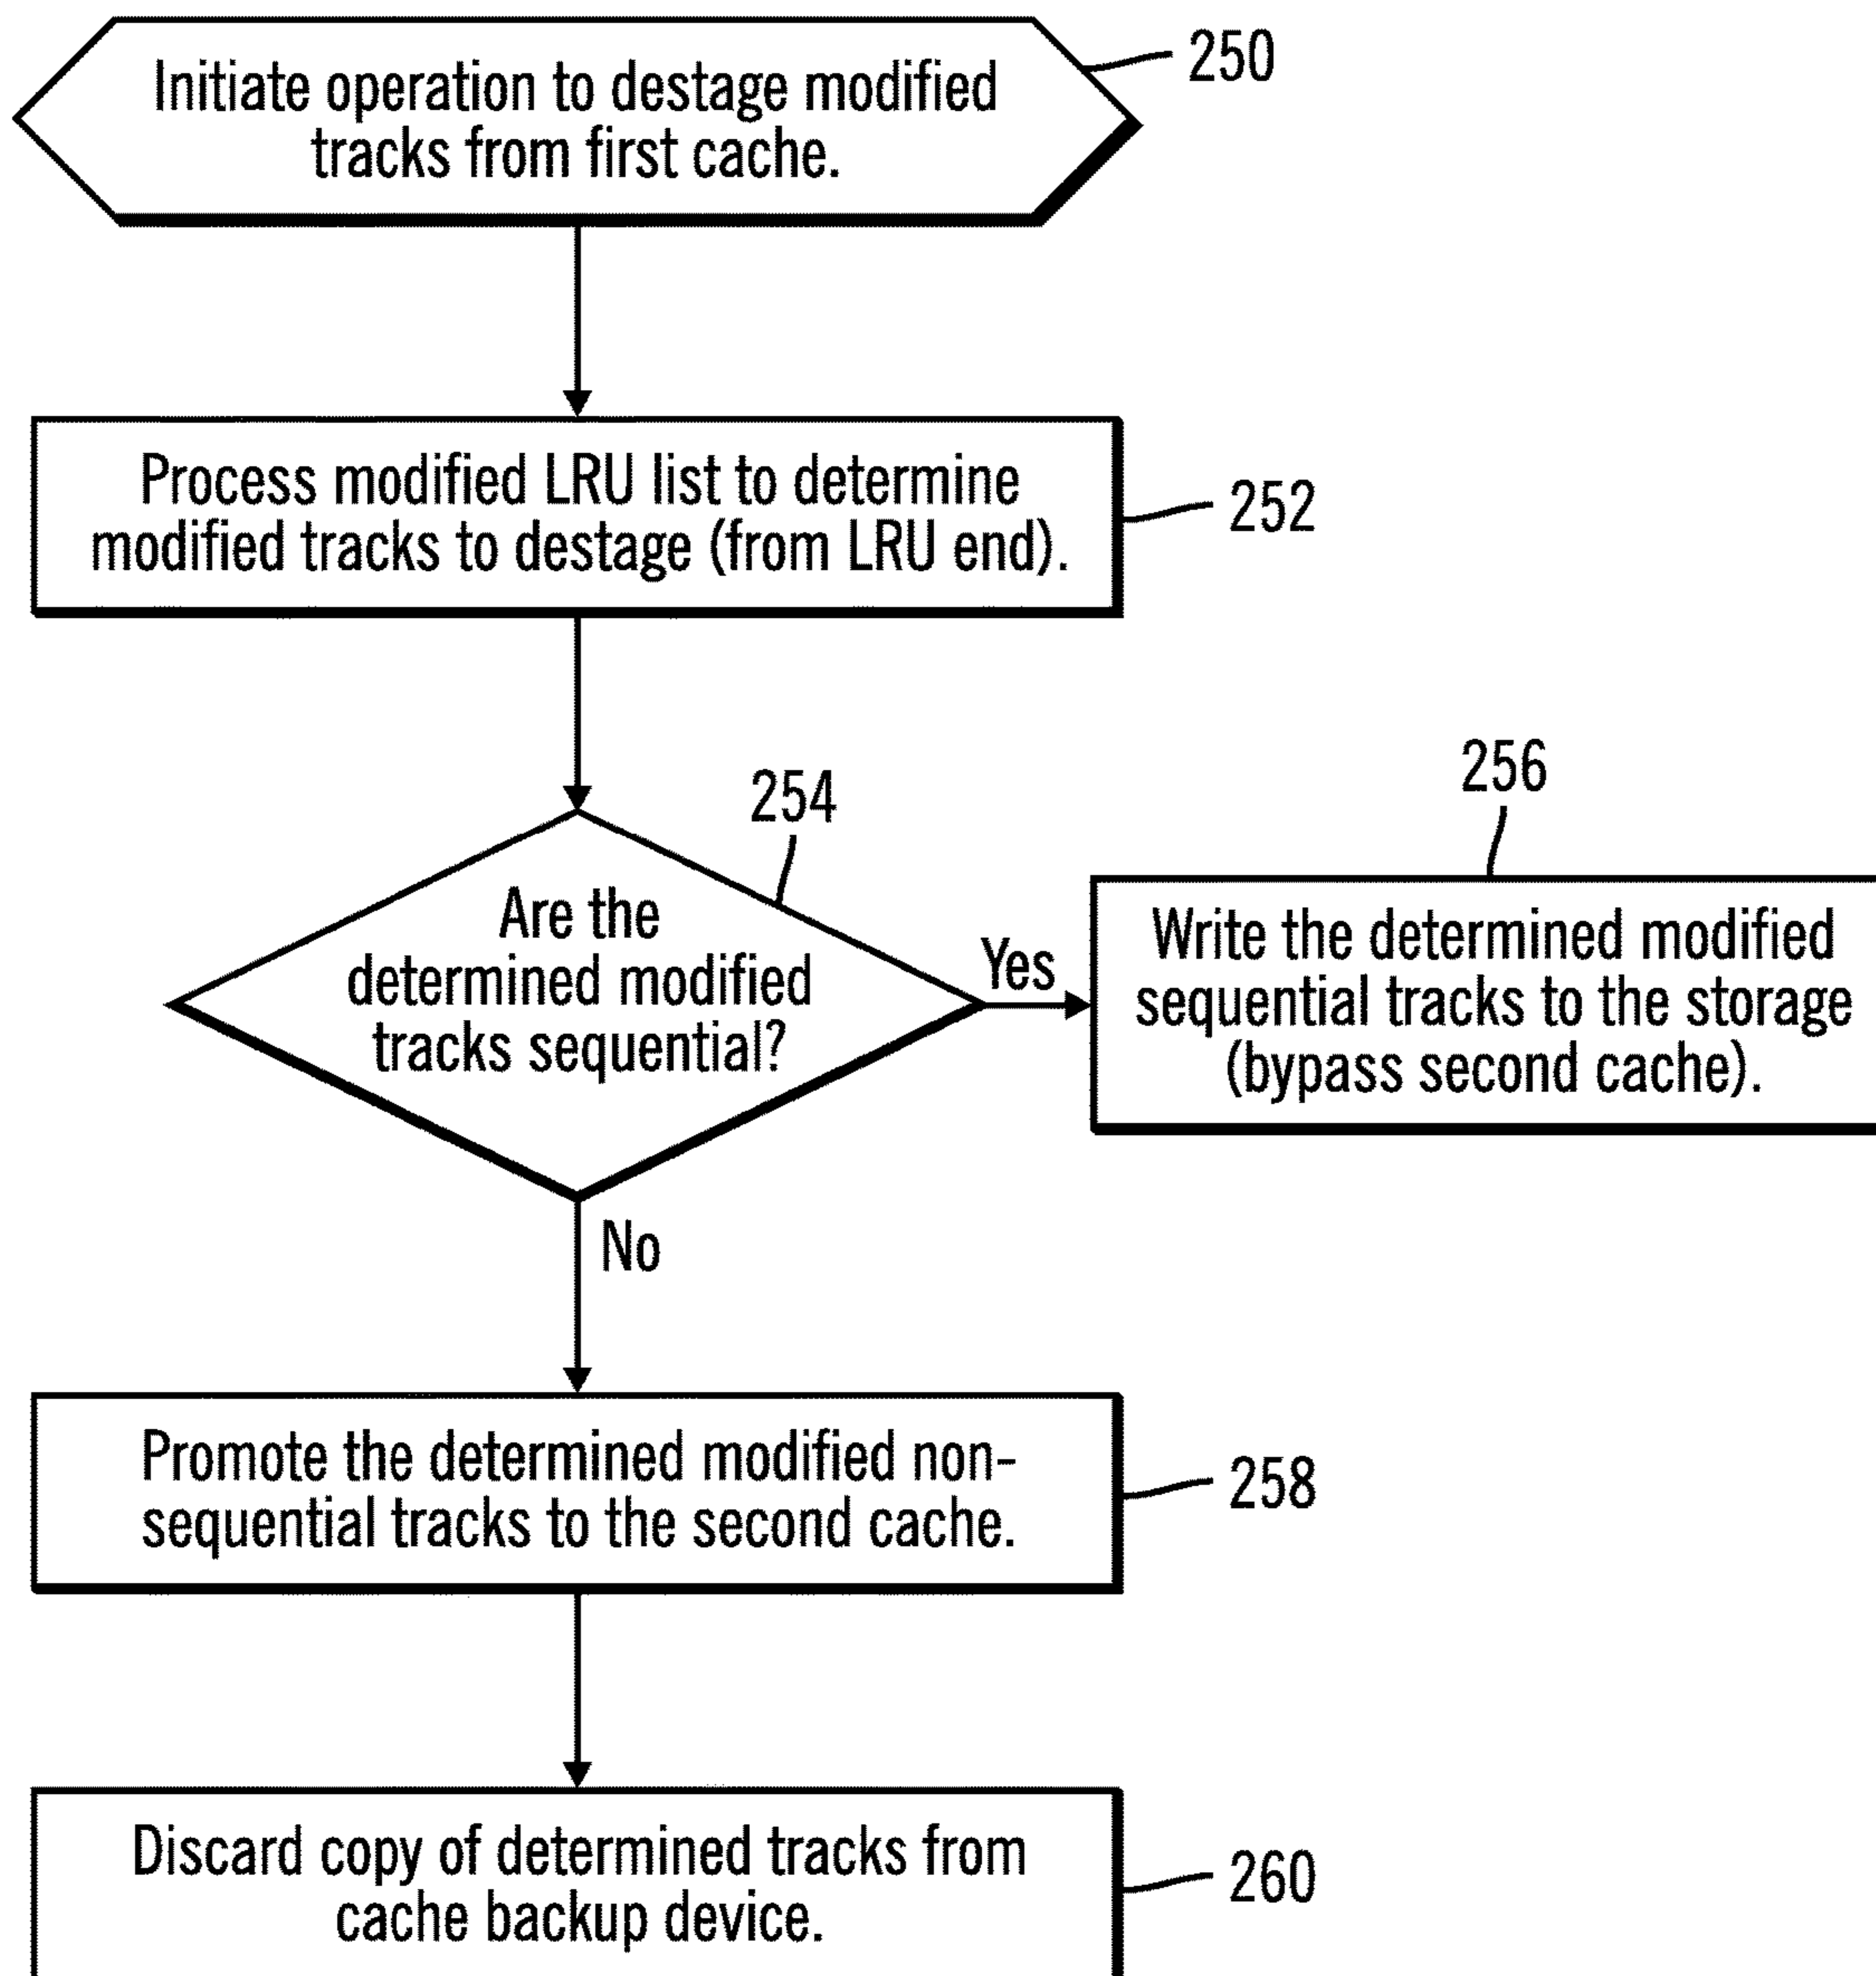 Initiate operation to destage modified
tracks from first cache.
250
Process modified LRU list to determine
modified tracks to destage (from LRU end).
252
254
Are the
determined modified
tracks sequential?
Yes
256
Write the determined modified
sequential tracks to the storage
(bypass second cache).
No
Promote the determined modified non-
sequential tracks to the second cache.
258
Discard copy of determined tracks from
cache backup device.
260